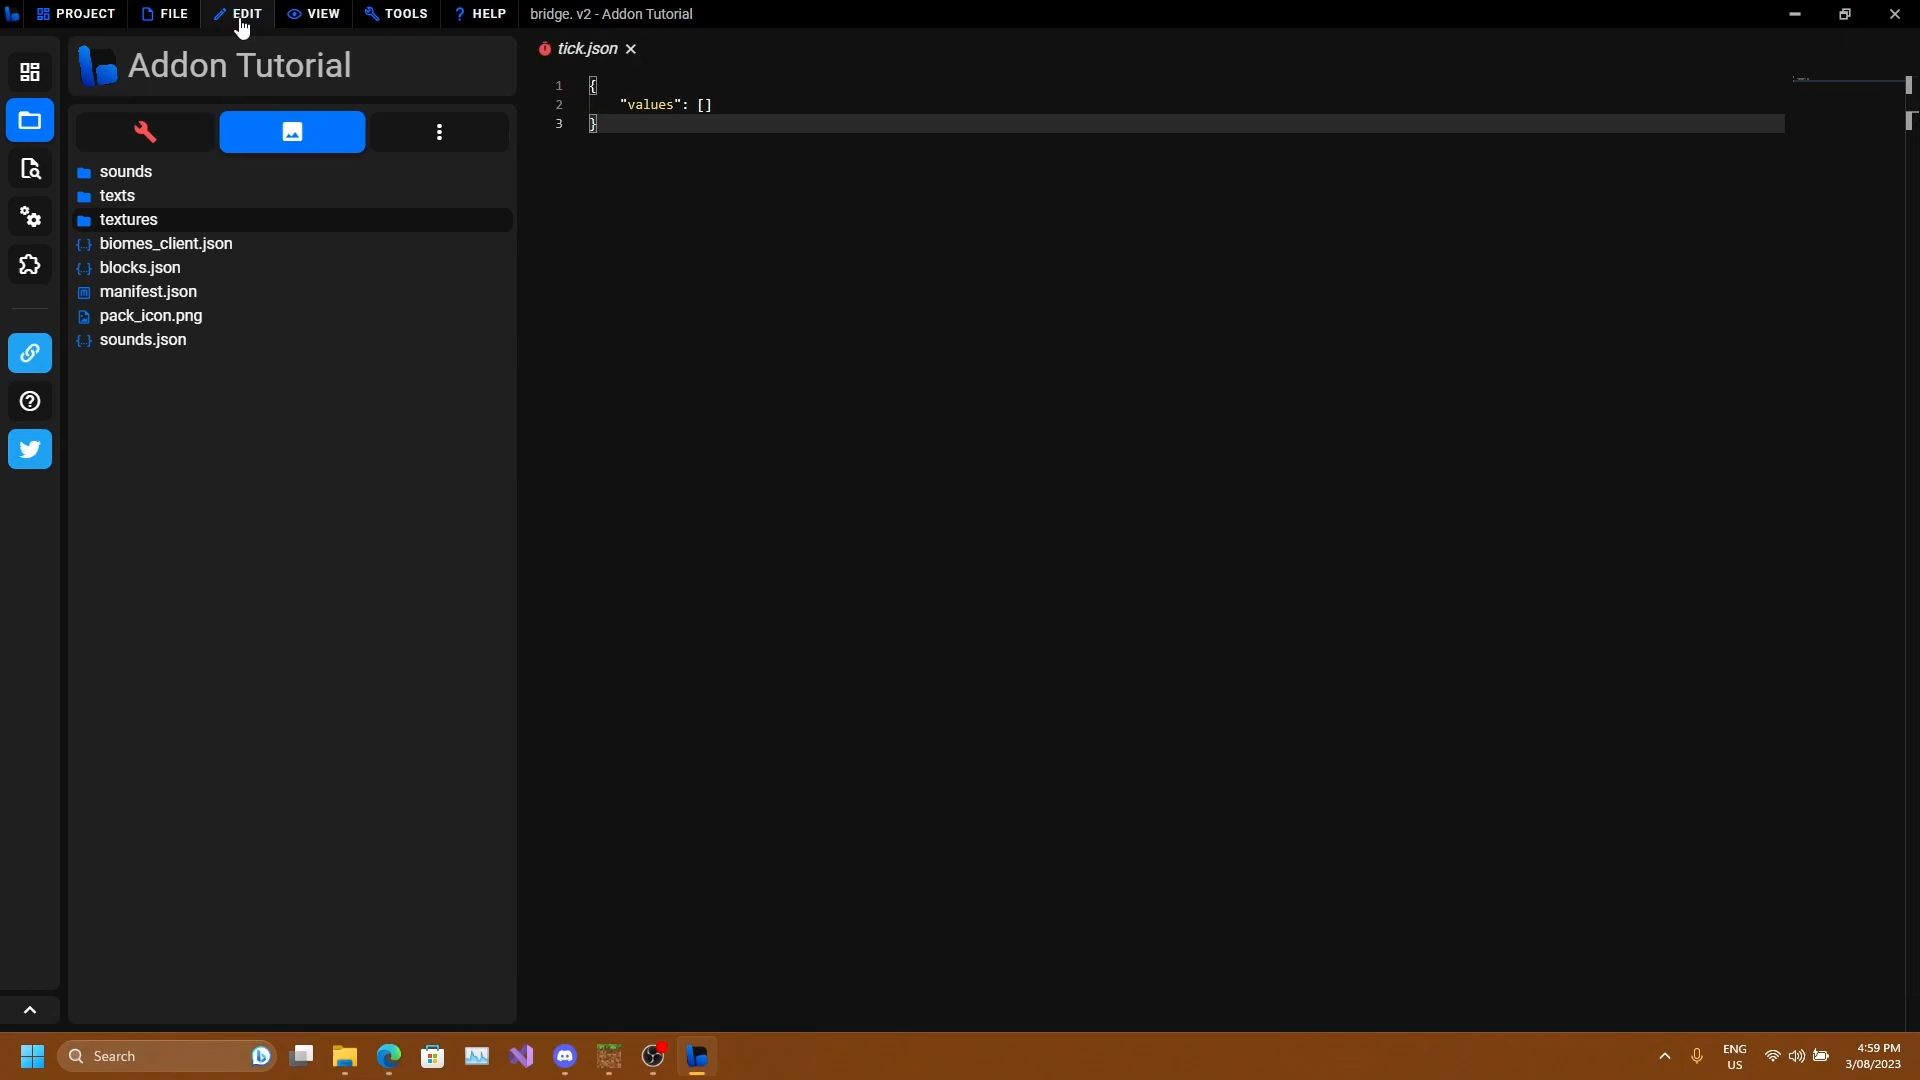 PROJECT FILE EDIT VIEW TOOLS HELP bridge. v2 - Addon Tutorial
Addon Tutorial
sounds
texts
textures
biomes_client.json
blocks.json
manifest.json
pack_icon.png
sounds.json
tick.json
1 {
2 "values": []
3 }
Search
ENG
US
4:59 PM
3/08/2023